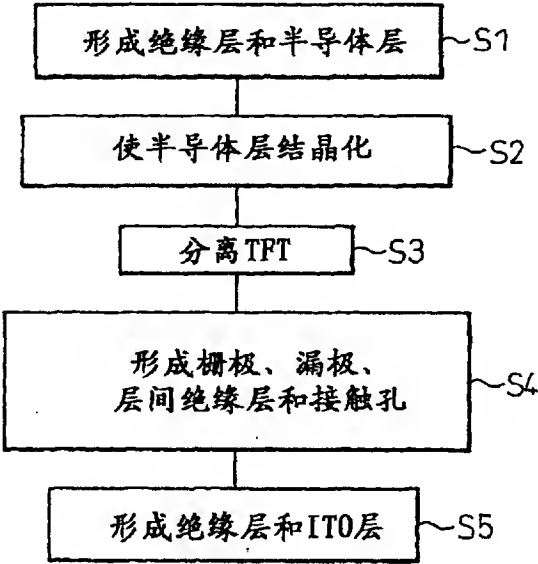 形成绝缘层和半导体层 S1
使半导体层结晶化 S2
分离TFT S3
形成栅极、漏极、
层间绝缘层和接触孔 S4
形成绝缘层和ITO层 S5